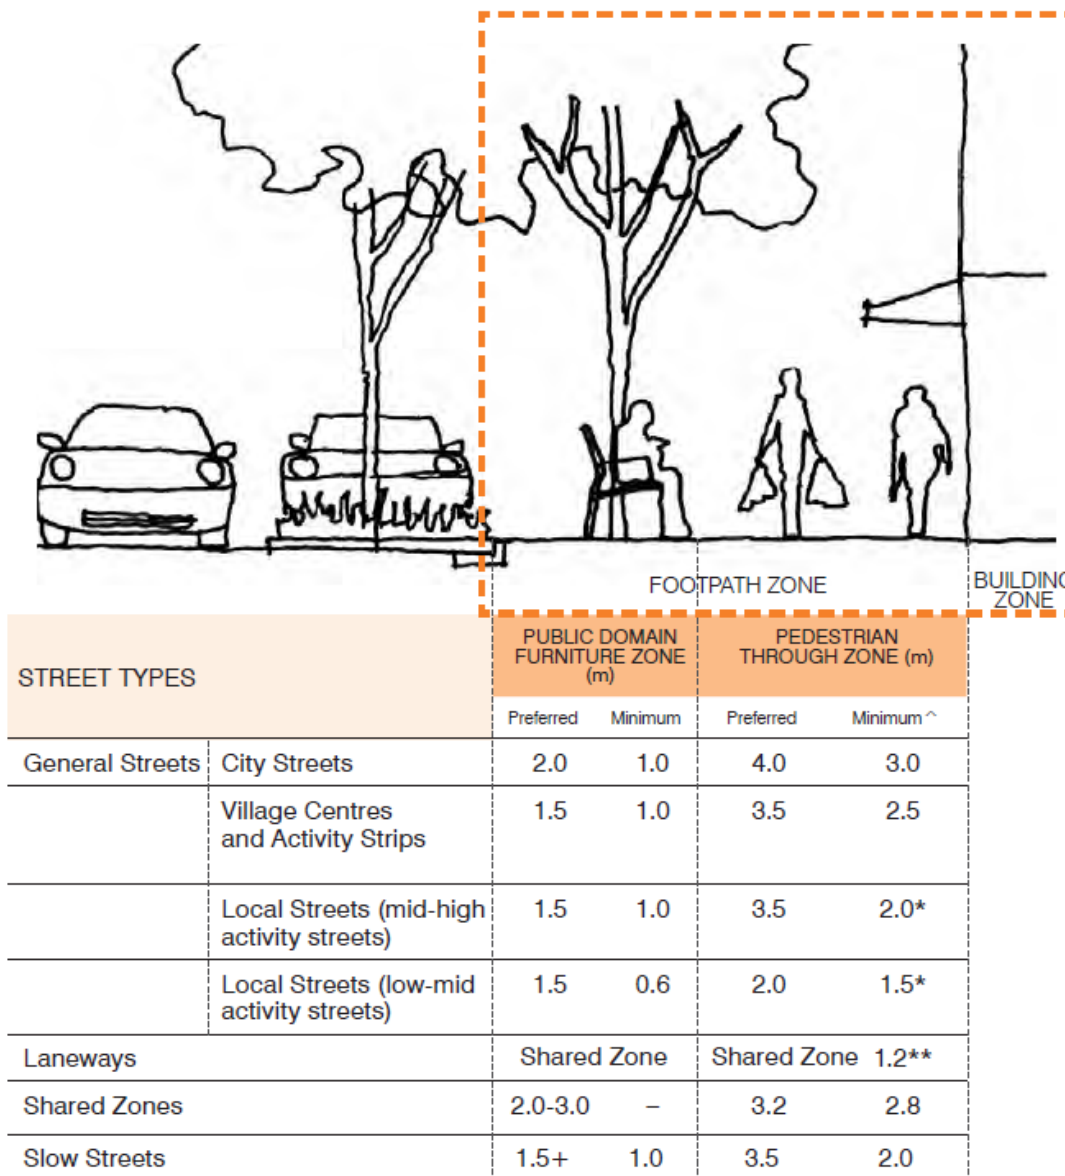 FOOTPATH ZONE
BUILDING
ZONE
STREET TYPES
PUBLIC DOMAIN
FURNITURE ZONE
(m)
PEDESTRIAN
THROUGH ZONE (m)
Preferred Minimum Preferred Minimum^
General Streets City Streets 2.0 1.0 4.0 3.0
Village Centres 1.5 1.0 3.5 2.5
and Activity Strips
Local Streets (mid-high 1.5 1.0 3.5 2.0*
activity streets)
Local Streets (low-mid 1.5 0.6 2.0 1.5*
activity streets)
Laneways Shared Zone Shared Zone 1.2**
Shared Zones 2.0-3.0 – 3.2 2.8
Slow Streets 1.5+ 1.0 3.5 2.0